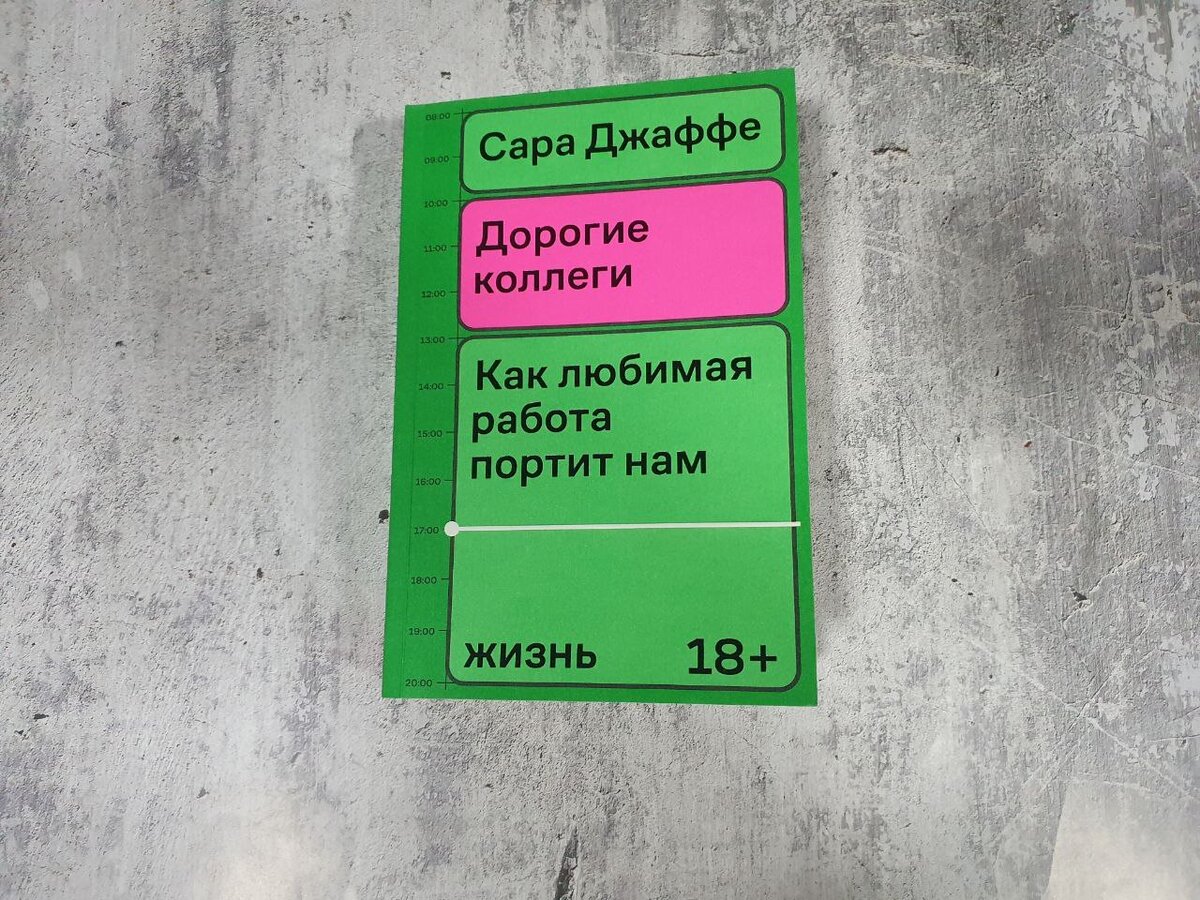 08:00
Сара Джаффе
09:00
10:00
Дорогие
11:00
коллеги
12:00
13:00
Как любимая
14:00
работа
15:00
портит нам
16:00
17:00
18:00
19:00
жизнь 18+
20:00